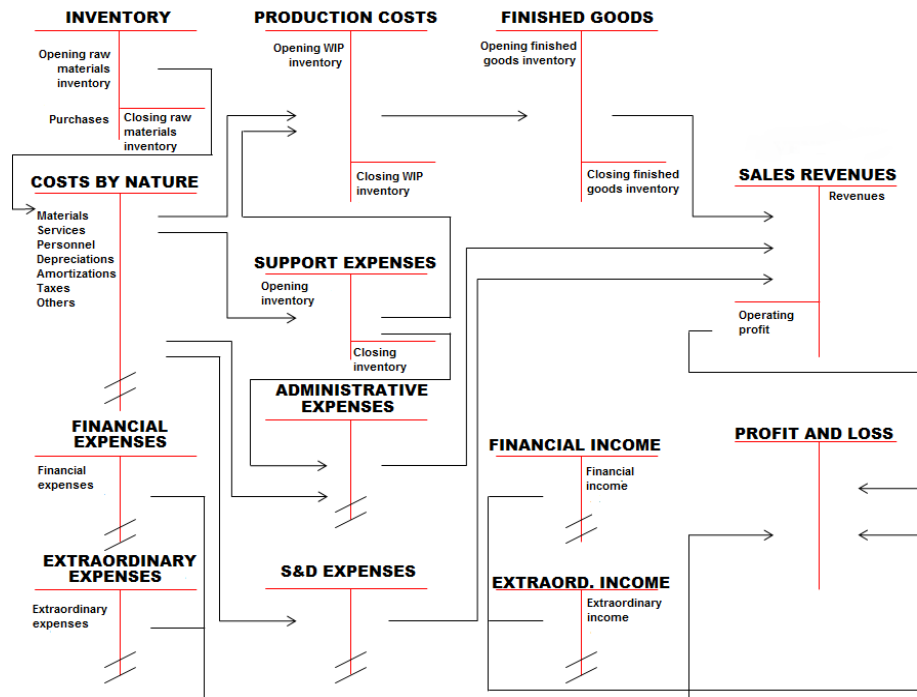 INVENTORY
Opening raw
materials
inventory
Purchases
Closing raw
materials
inventory
PRODUCTION COSTS
Opening WIP
inventory
Closing WIP
inventory
FINISHED GOODS
Opening finished
goods inventory
Closing finished
goods inventory
COSTS BY NATURE
Materials
Services
Personnel
Depreciations
Amortizations
Taxes
Others
SUPPORT EXPENSES
Opening
inventory
Closing
inventory
SALES REVENUES
Revenues
Operating
profit
ADMINISTRATIVE
EXPENSES
FINANCIAL
EXPENSES
Financial
expenses
FINANCIAL INCOME
Financial
income
PROFIT AND LOSS
EXTRAORDINARY
EXPENSES
Extraordinary
expenses
S&D EXPENSES
EXTRAORD. INCOME
Extraordinary
income